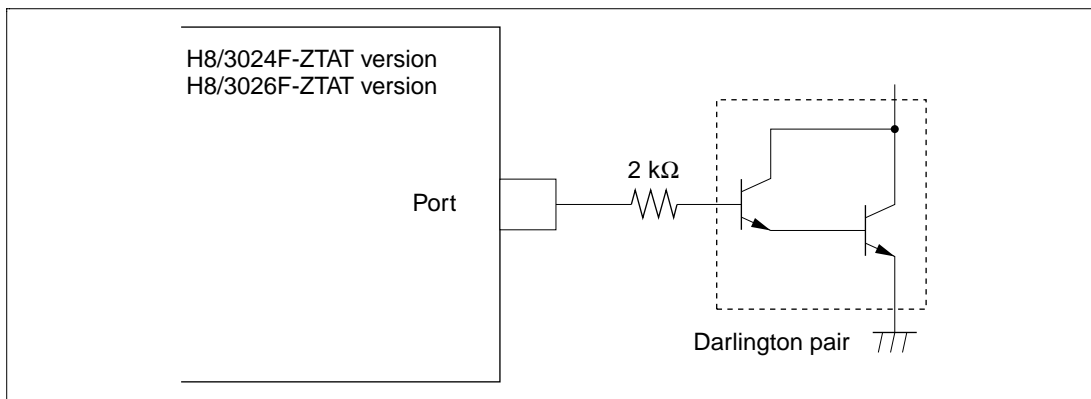 H8/3024F-ZTAT version
H8/3026F-ZTAT version
2 kΩ
Port
Darlington pair